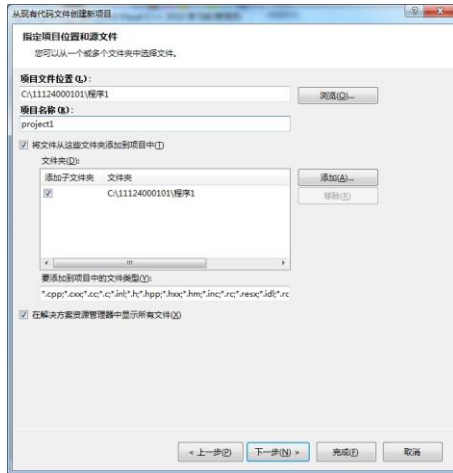 从现有代码文件创建新项目
指定项目位置和源文件
您可以从一个或多个文件夹中选择文件。
项目文件位置(L):
C:\11124000101\程序1
浏览(O)...
项目名称(R):
project1
将文件从这些文件夹添加到项目中(T)
文件夹(D):
添加子文件夹 文件夹
添加(A)...
C:\11124000101\程序1
移除(E)
要添加到项目中的文件类型(Y):
*.cpp;*.cxx;*.cc;*.c;*.inl;*.h;*.hpp;*.hxx;*.hm;*.inc;*.rc;*.resx;*.idl;*.rc
在解决方案资源管理器中显示所有文件(X)
< 上一步(P) 下一步(N) > 完成(F) 取消